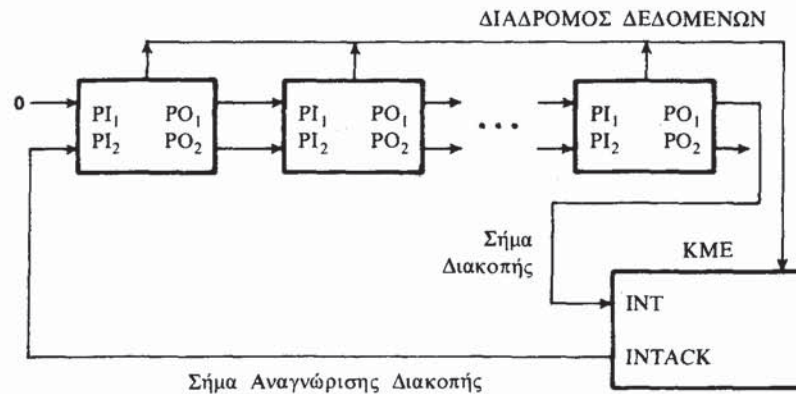 ΔΙΑΔΡΟΜΟΣ ΔΕΔΟΜΕΝΩΝ
0
PI₁ PO₁
PI₂ PO₂
PI₁ PO₁
PI₂ PO₂
...
PI₁ PO₁
PI₂ PO₂
Σήμα
Διακοπής
ΚΜΕ
INT
INTACK
Σήμα Αναγνώρισης Διακοπής